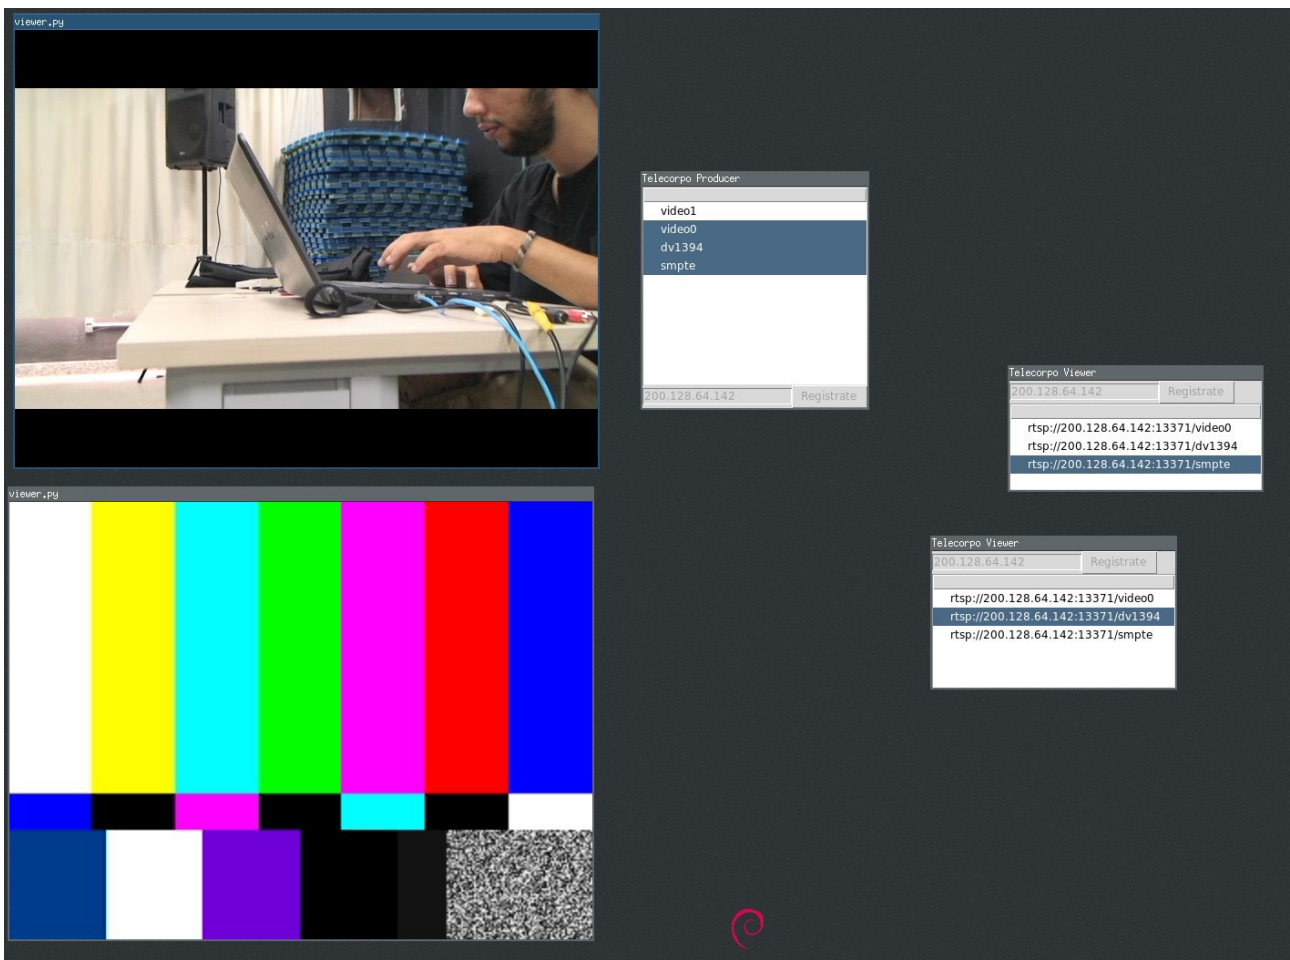 viewer.py
Telecorpo Producer
video1
video0
dv1394
smpte
200.128.64.142 Registrate
Telecorpo Viewer
200.128.64.142 Registrate
rtsp://200.128.64.142:13371/video0
rtsp://200.128.64.142:13371/dv1394
rtsp://200.128.64.142:13371/smpte
viewer.py
Telecorpo Viewer
200.128.64.142 Registrate
rtsp://200.128.64.142:13371/video0
rtsp://200.128.64.142:13371/dv1394
rtsp://200.128.64.142:13371/smpte